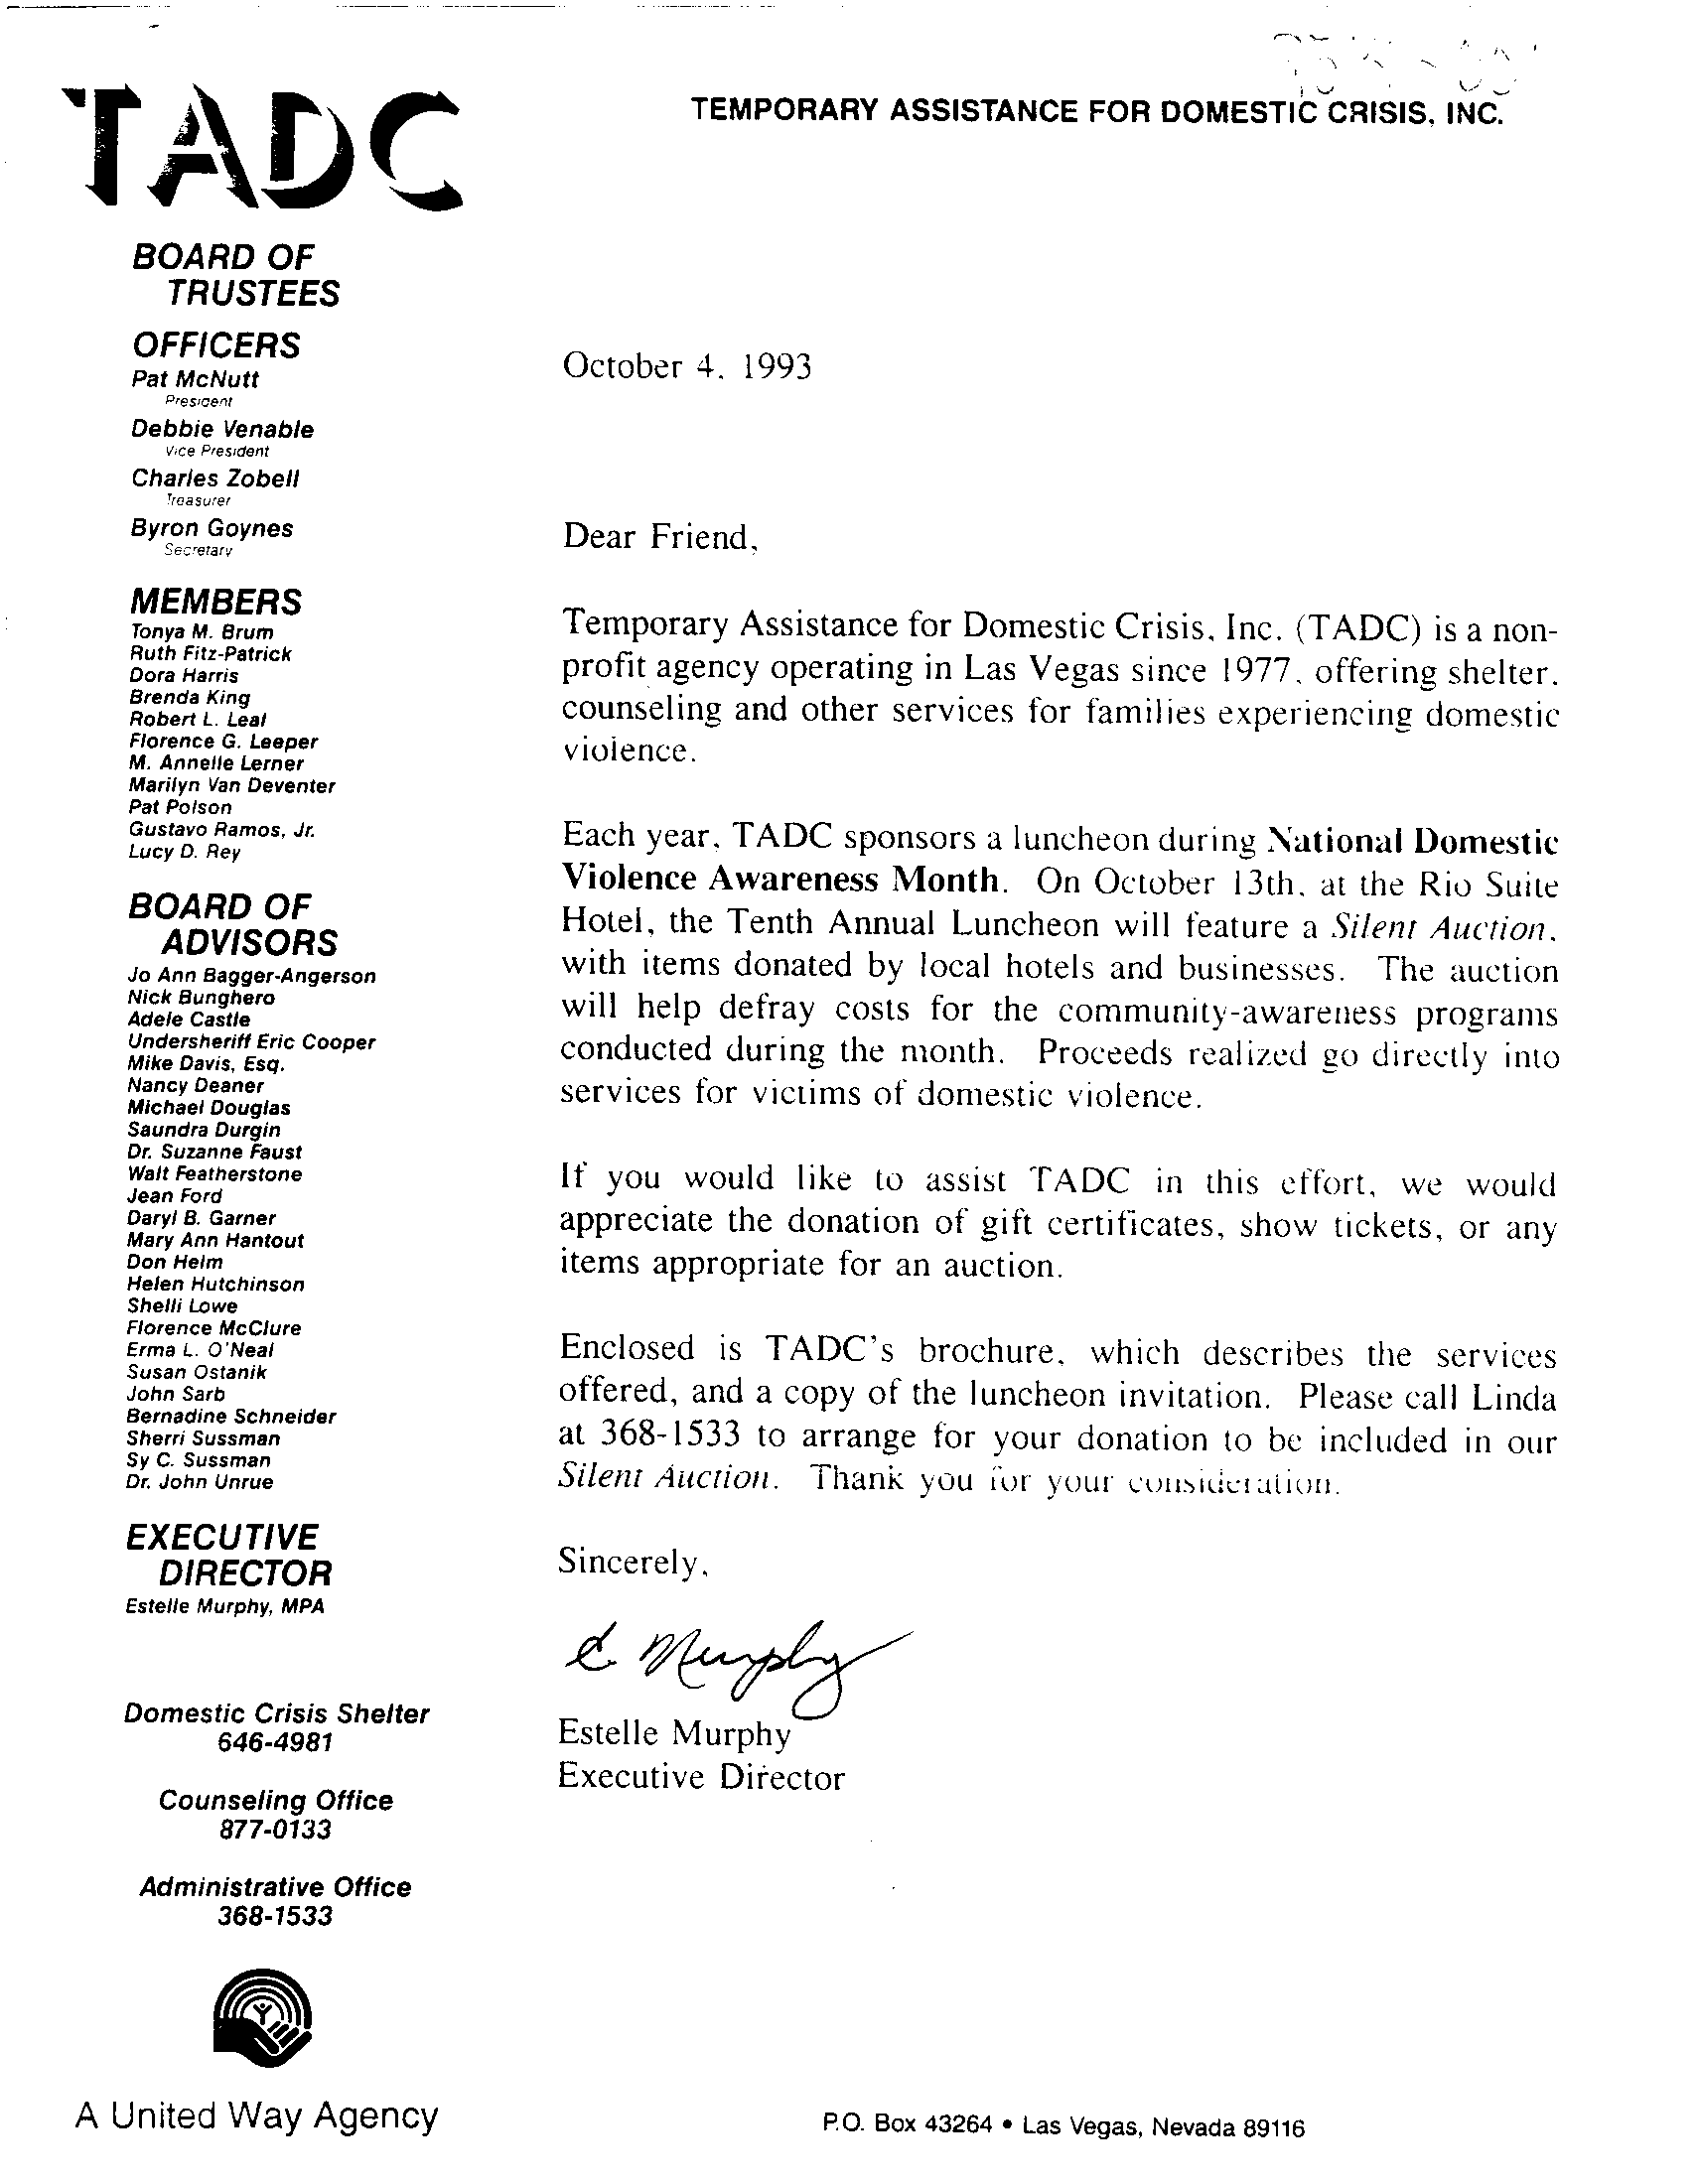 TADC
TEMPORARY ASSISTANCE FOR DOMESTIC CRISIS, INC.
BOARD OF
TRUSTEES
OFFICERS
Pat McNutt
President
Debbie Venable
Vice President
Charles Zobell
Treasurer
Byron Goynes
Secretary
MEMBERS
Tonya M. Brum
Ruth Fitz-Patrick
Dora Harris
Brenda King
Robert L. Leal
Florence G. Leeper
M. Annelle Lerner
Marilyn Van Deventer
Pat Polson
Gustavo Ramos, Jr.
Lucy D. Rey
BOARD OF
ADVISORS
Jo Ann Bagger-Angerson
Nick Bunghero
Adele Castle
Undersheriff Eric Cooper
Mike Davis, Esq.
Nancy Deaner
Michael Douglas
Saundra Durgin
Dr. Suzanne Faust
Walt Featherstone
Jean Ford
Daryl B. Garner
Mary Ann Hantout
Don Helm
Helen Hutchinson
Shelli Lowe
Florence McClure
Erma L. O'Neal
Susan Ostanik
John Sarb
Bernadine Schneider
Sherri Sussman
Sy C. Sussman
Dr. John Unrue
EXECUTIVE
DIRECTOR
Estelle Murphy, MPA
Domestic Crisis Shelter
646-4981
Counseling Office
877-0133
Administrative Office
368-1533
A United Way Agency
October 4, 1993
Dear Friend,
Temporary Assistance for Domestic Crisis, Inc. (TADC) is a non-
profit agency operating in Las Vegas since 1977, offering shelter,
counseling and other services for families experiencing domestic
violence.
Each year, TADC sponsors a luncheon during National Domestic
Violence Awareness Month. On October 13th, at the Rio Suite
Hotel, the Tenth Annual Luncheon will feature a Silent Auction,
with items donated by local hotels and businesses. The auction
will help defray costs for the community-awareness programs
conducted during the month. Proceeds realized go directly into
services for victims of domestic violence.
If you would like to assist TADC in this effort, we would
appreciate the donation of gift certificates, show tickets, or any
items appropriate for an auction.
Enclosed is TADC's brochure, which describes the services
offered, and a copy of the luncheon invitation. Please call Linda
at 368-1533 to arrange for your donation to be included in our
Silent Auction. Thank you for your consideration.
Sincerely,
E Murphy
Estelle Murphy
Executive Director
P.O. Box 43264 • Las Vegas, Nevada 89116